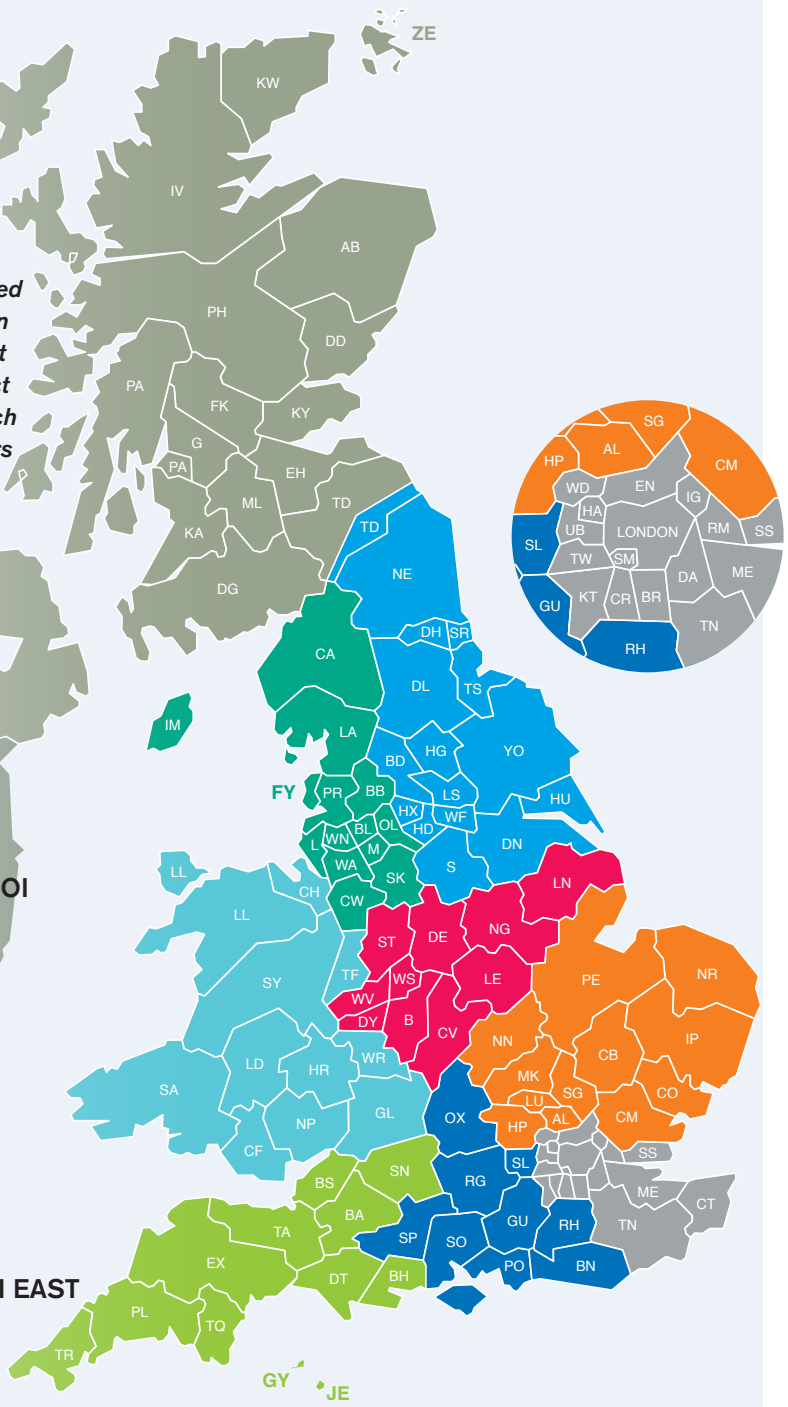 ZE
KW
IV
AB
ed
n
PH
t
DD
st
PA
ch
FK
KY
rs
G
PA
EH
ML
TD
KA
TD
DG
NE
SG
AL
HP
CM
WD
EN
IG
HA
UB
LONDON
RM
SS
SL
TW
SM
ME
DA
KT
CR
BR
GU
TN
RH
DH
SR
CA
DL
TS
IM
LA
HG
YO
BD
FY
PR
BB
LS
HU
HX
WF
OL
BL
HD
WN
L
M
DN
WA
S
SK
LL
CH
LN
OI
CW
LL
ST
DE
NG
TF
WS
LE
PE
NR
SY
WV
DY
B
CV
NN
IP
CB
WR
LD
HR
MK
SG
CO
SA
LU
GL
OX
AL
CM
NP
HP
CF
SS
SL
SN
BS
RG
ME
CT
BA
GU
RH
TN
TA
SP
SO
EX
PO
BN
DT
BH
I EAST
PL
TQ
TR
GY
JE